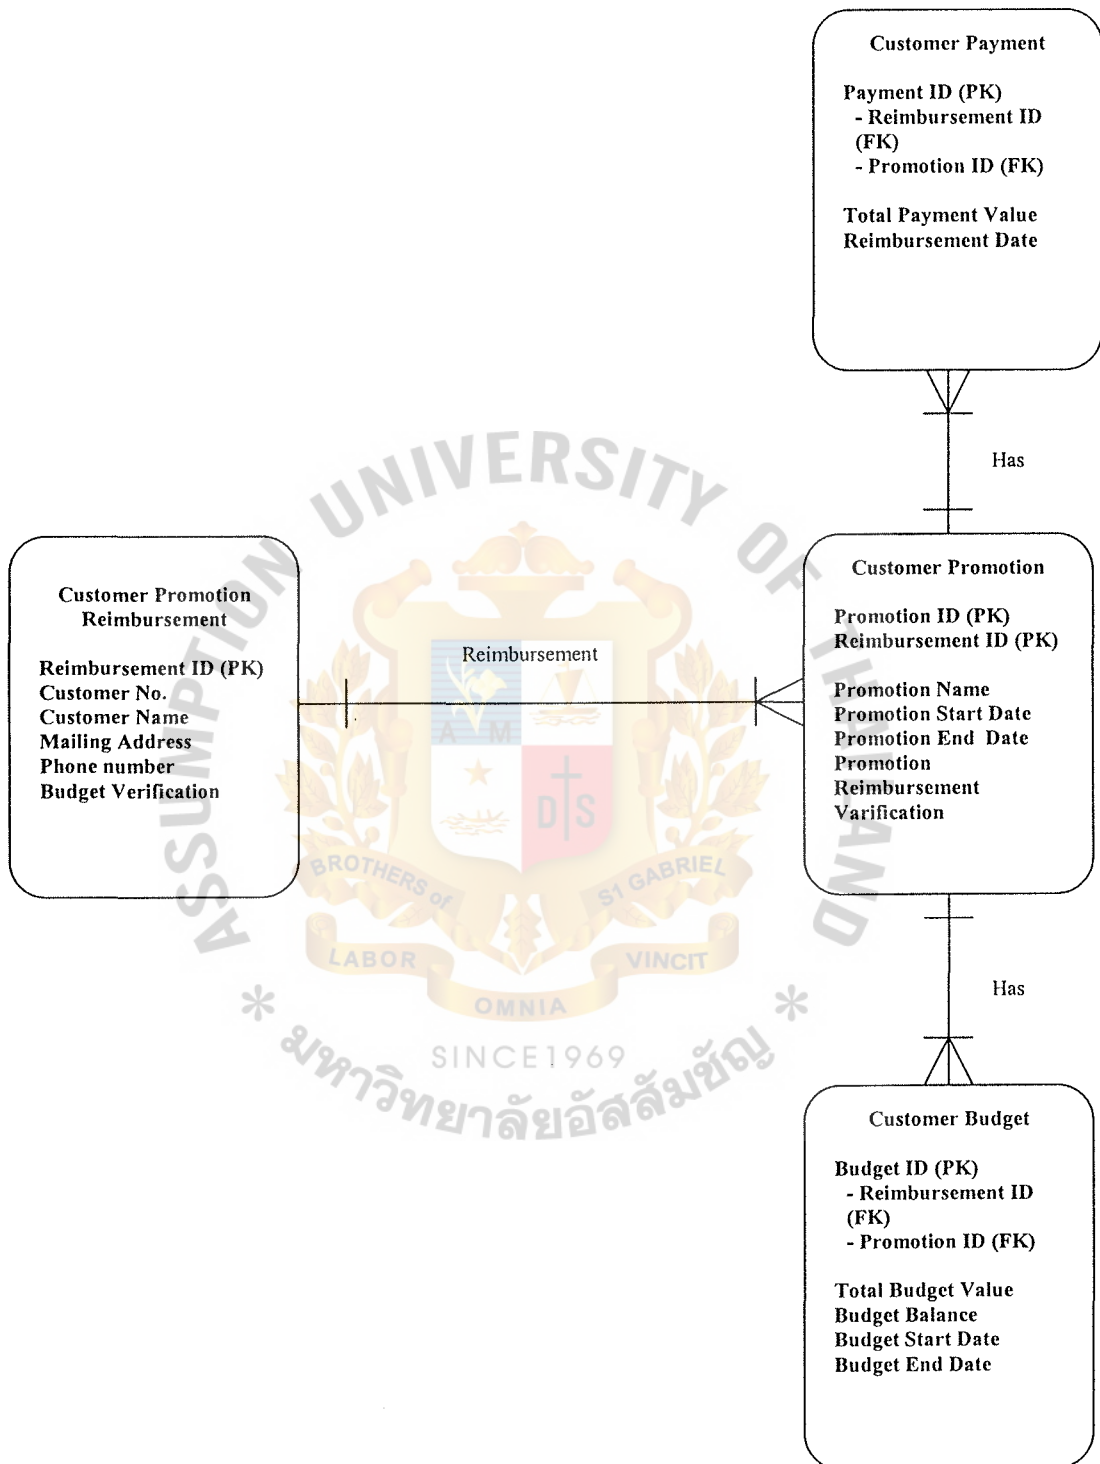 Customer Payment
Payment ID (PK)
- Reimbursement ID
(FK)
- Promotion ID (FK)
Total Payment Value
Reimbursement Date
Has
Customer Promotion
Reimbursement
Reimbursement ID (PK)
Customer No.
Customer Name
Mailing Address
Phone number
Budget Verification
Reimbursement
Customer Promotion
Promotion ID (PK)
Reimbursement ID (PK)
Promotion Name
Promotion Start Date
Promotion End Date
Promotion
Reimbursement
Varification
Has
Customer Budget
Budget ID (PK)
- Reimbursement ID
(FK)
- Promotion ID (FK)
Total Budget Value
Budget Balance
Budget Start Date
Budget End Date
ASSUMPTION UNIVERSITY OF THAILAND
A M
D S
BROTHERS of
S1 GABRIEL
LABOR
OMNIA
VINCIT
SINCE1969
* มหาวิทยาลัยอัสสัมชัญ *